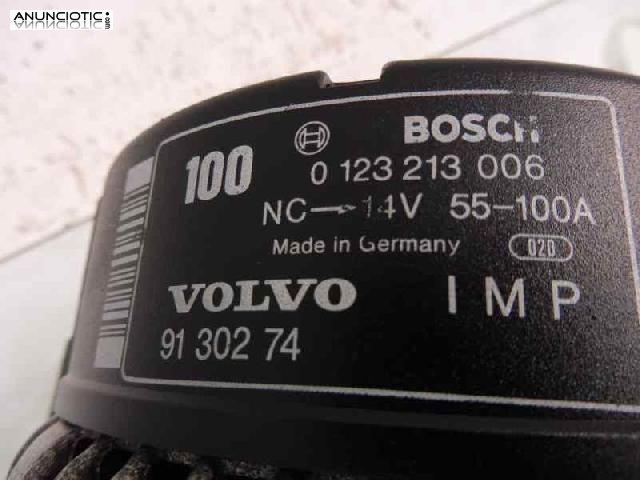 ANUNCIOTIC.com
BOSCH
100 0 123 213 006
NC 14V 55-100A
Made in Germany 020
VOLVO I M P
91 302 74